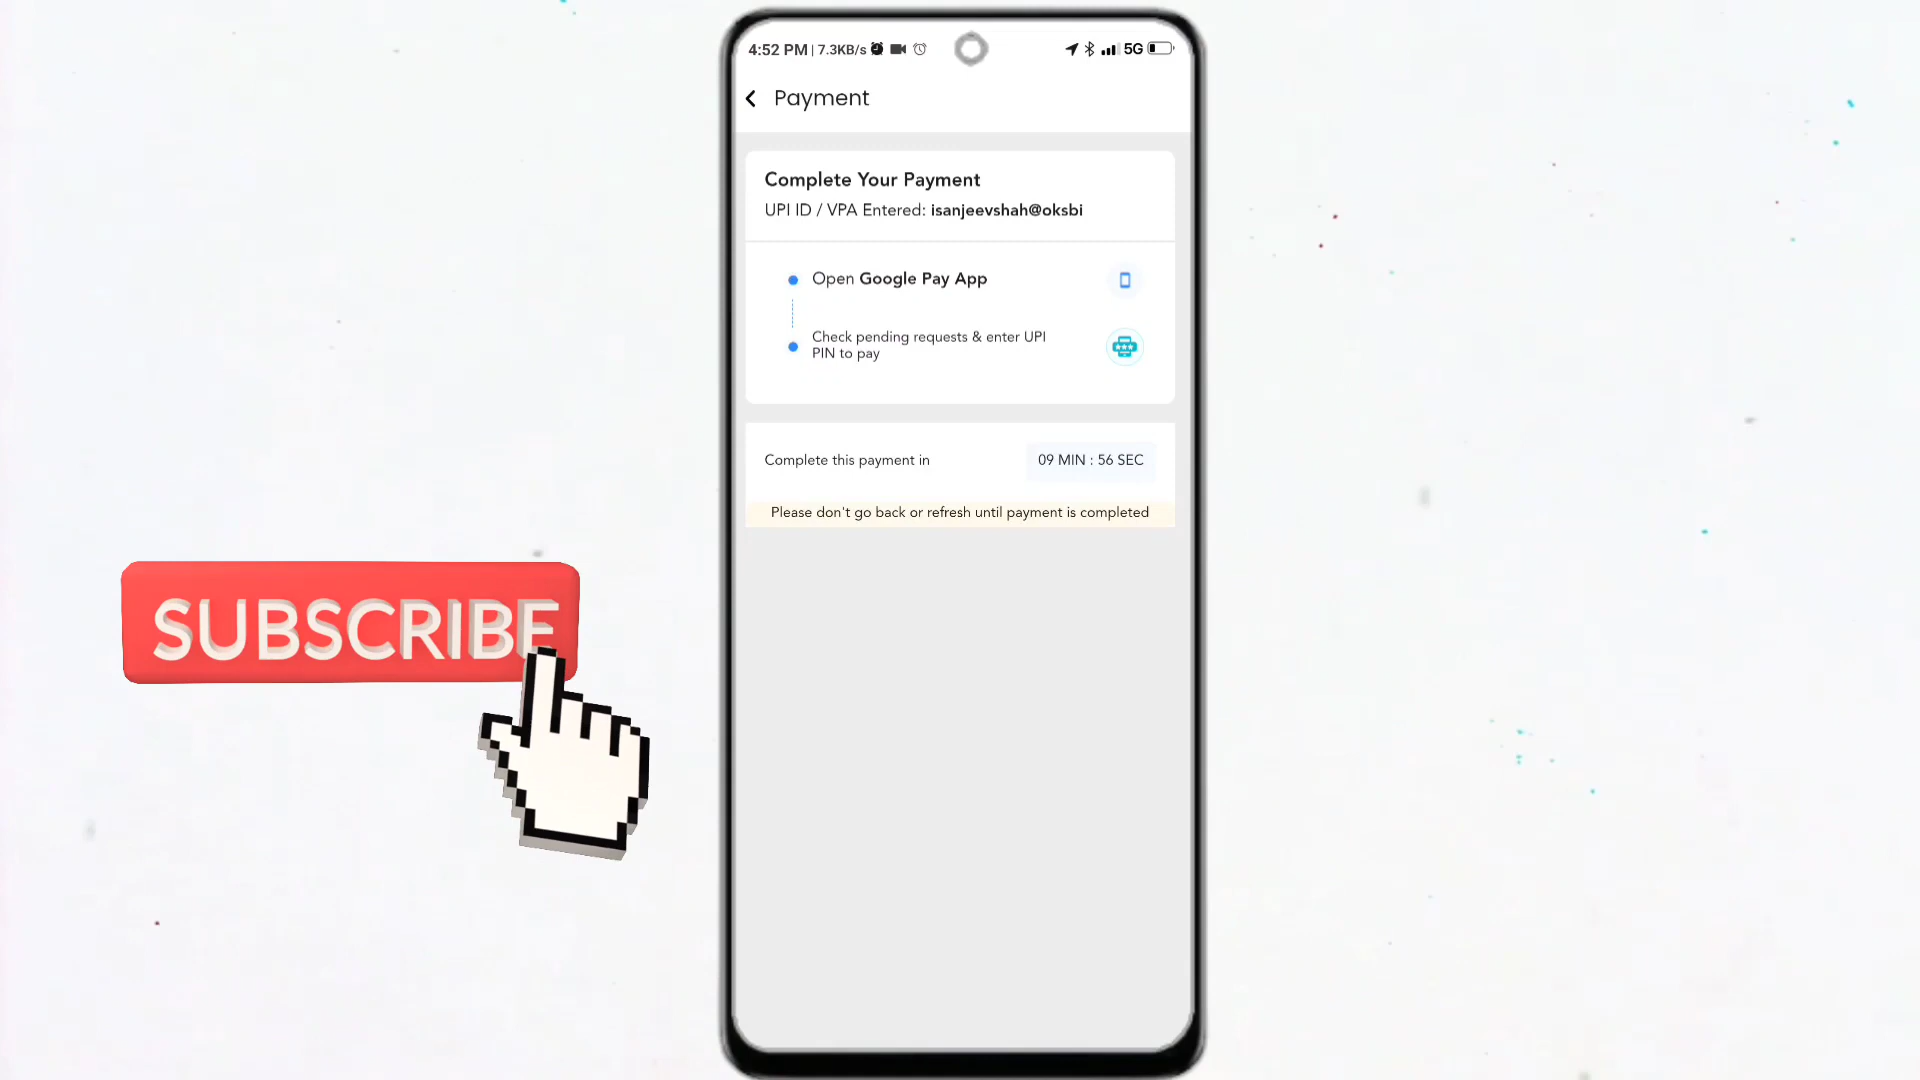 4:52 PM | 7.3KB/s
5G
Payment
Complete Your Payment
UPI ID / VPA Entered: isanjeevshah@oksbi
Open Google Pay App
Check pending requests & enter UPI
PIN to pay
Complete this payment in
09 MIN : 56 SEC
Please don't go back or refresh until payment is completed
SUBSCRIBE